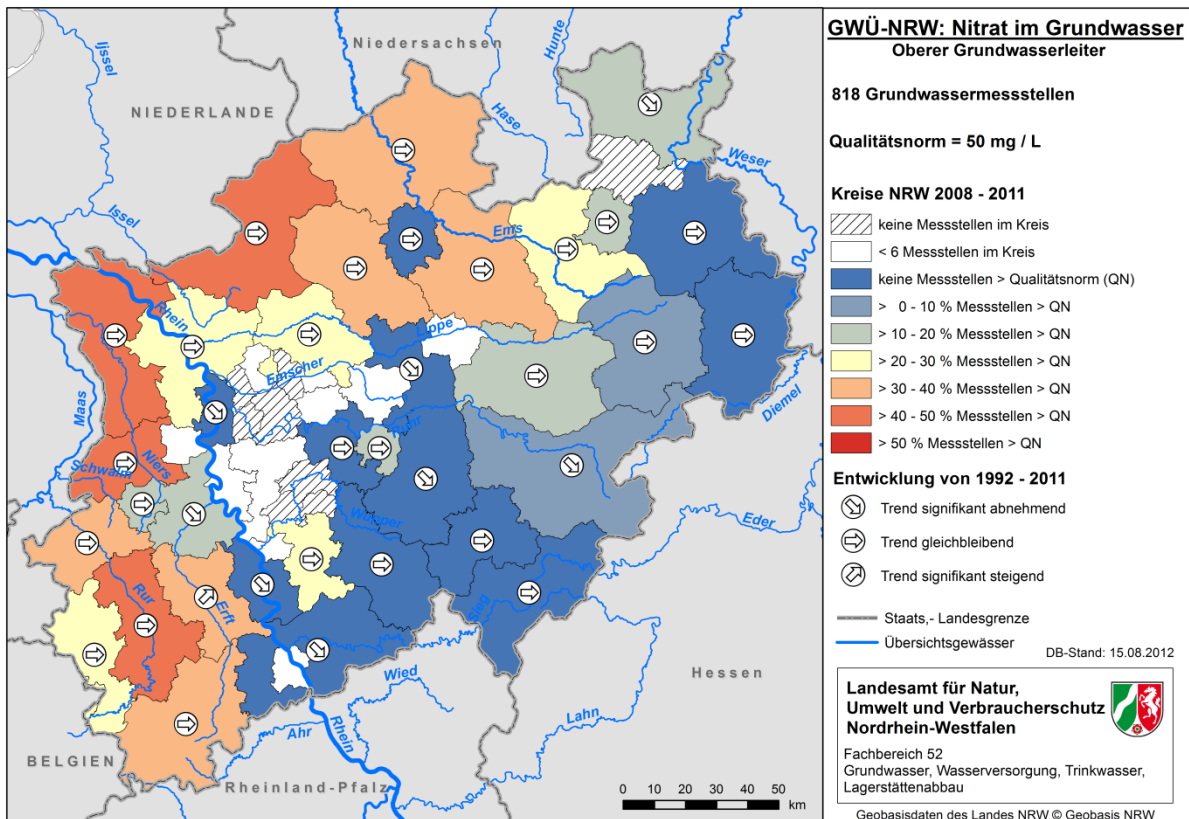 GWÜ-NRW: Nitrat im Grundwasser
Oberer Grundwasserleiter
818 Grundwassermessstellen
Qualitätsnorm = 50 mg / L
Kreise NRW 2008 - 2011
keine Messstellen im Kreis
< 6 Messstellen im Kreis
keine Messstellen > Qualitätsnorm (QN)
> 0 - 10 % Messstellen > QN
> 10 - 20 % Messstellen > QN
> 20 - 30 % Messstellen > QN
> 30 - 40 % Messstellen > QN
> 40 - 50 % Messstellen > QN
> 50 % Messstellen > QN
Entwicklung von 1992 - 2011
Trend signifikant abnehmend
Trend gleichbleibend
Trend signifikant steigend
Staats,- Landesgrenze
Übersichtsgewässer
DB-Stand: 15.08.2012
Landesamt für Natur,
Umwelt und Verbraucherschutz
Nordrhein-Westfalen
Fachbereich 52
Grundwasser, Wasserversorgung, Trinkwasser,
Lagerstättenabbau
Geobasisdaten des Landes NRW © Geobasis NRW
Ijssel
Niedersachsen
Hunte
NIEDERLANDE
Hase
Weser
Issel
Ems
Rhein
Lippe
Emscher
Maas
Diemel
Ruhr
Niers
Schwalm
Wupper
Eder
Rur
Erft
Sieg
Hessen
Wied
Lahn
Rhein
Ahr
BELGIEN
Rheinland-Pfalz
0 10 20 30 40 50
km